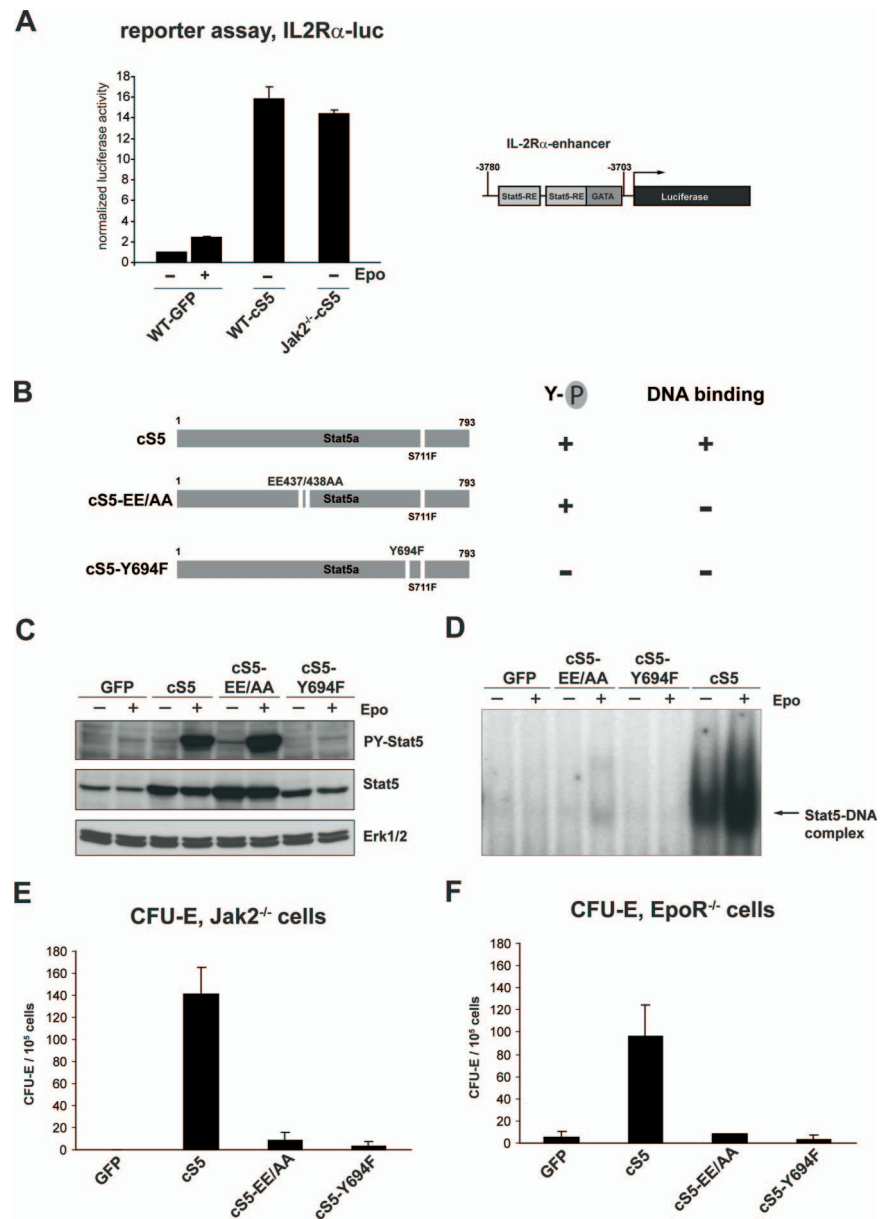 A
reporter assay, IL2Rα-luc
normalized luciferase activity
18
16
14
12
10
8
6
4
2
0
– + – – Epo
WT-GFP
WT-cS5
Jak2-/--cS5
IL-2Rα-enhancer
-3780 -3703
Stat5-RE Stat5-RE GATA Luciferase
B
Y-P DNA binding
1 793
cS5 Stat5a + +
S711F
1 EE437/438AA 793
cS5-EE/AA Stat5a + –
S711F
1 Y694F 793
cS5-Y694F Stat5a – –
S711F
C
GFP cS5 cS5-EE/AA cS5-Y694F
– + – + – + – + Epo
PY-Stat5
Stat5
Erk1/2
D
GFP cS5-EE/AA cS5-Y694F cS5
– + – + – + – + Epo
Stat5-DNA
complex
E
CFU-E, Jak2-/- cells
CFU-E / 10⁵ cells
180
160
140
120
100
80
60
40
20
0
GFP
cS5
cS5-EE/AA
cS5-Y694F
F
CFU-E, EpoR-/- cells
CFU-E / 10⁵ cells
180
160
140
120
100
80
60
40
20
0
GFP
cS5
cS5-EE/AA
cS5-Y694F